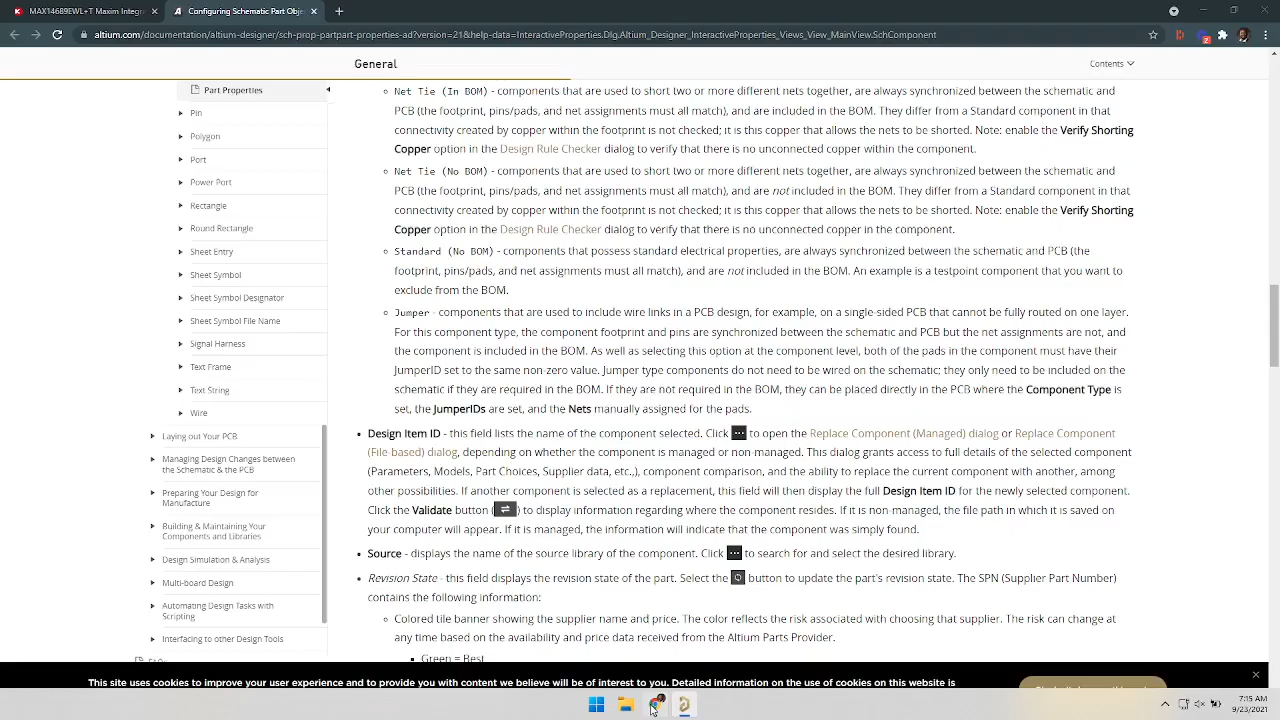 MAX14689EWL+T Maxim Integr
Configuring Schematic Part Obje
altium.com/documentation/altium-designer/sch-prop-partpart-properties-ad?version=21&help-data=InteractiveProperties.Dlg.Altium_Designer_InteractiveProperties_Views_View_MainView.SchComponent
General
Contents
Part Properties
Pin
Polygon
Port
Power Port
Rectangle
Round Rectangle
Sheet Entry
Sheet Symbol
Sheet Symbol Designator
Sheet Symbol File Name
Signal Harness
Text Frame
Text String
Wire
Laying out Your PCB
Managing Design Changes between
the Schematic & the PCB
Preparing Your Design for
Manufacture
Building & Maintaining Your
Components and Libraries
Design Simulation & Analysis
Multi-board Design
Automating Design Tasks with
Scripting
Interfacing to other Design Tools
Net Tie (In BOM) - components that are used to short two or more different nets together, are always synchronized between the schematic and
PCB (the footprint, pins/pads, and net assignments must all match), and are included in the BOM. They differ from a Standard component in that
connectivity created by copper within the footprint is not checked; it is this copper that allows the nets to be shorted. Note: enable the Verify Shorting
Copper option in the Design Rule Checker dialog to verify that there is no unconnected copper within the component.
Net Tie (No BOM) - components that are used to short two or more different nets together, are always synchronized between the schematic and
PCB (the footprint, pins/pads, and net assignments must all match), and are not included in the BOM. They differ from a Standard component in that
connectivity created by copper within the footprint is not checked; it is this copper that allows the nets to be shorted. Note: enable the Verify Shorting
Copper option in the Design Rule Checker dialog to verify that there is no unconnected copper in the component.
Standard (No BOM) - components that possess standard electrical properties, are always synchronized between the schematic and PCB (the
footprint, pins/pads, and net assignments must all match), and are not included in the BOM. An example is a testpoint component that you want to
exclude from the BOM.
Jumper - components that are used to include wire links in a PCB design, for example, on a single-sided PCB that cannot be fully routed on one layer.
For this component type, the component footprint and pins are synchronized between the schematic and PCB but the net assignments are not, and
the component is included in the BOM. As well as selecting this option at the component level, both of the pads in the component must have their
JumperID set to the same non-zero value. Jumper type components do not need to be wired on the schematic; they only need to be included on the
schematic if they are required in the BOM. If they are not required in the BOM, they can be placed directly in the PCB where the Component Type is
set, the JumperIDs are set, and the Nets manually assigned for the pads.
Design Item ID - this field lists the name of the component selected. Click ... to open the Replace Component (Managed) dialog or Replace Component
(File-based) dialog, depending on whether the component is managed or non-managed. This dialog grants access to full details of the selected component
(Parameters, Models, Part Choices, Supplier data, etc.,), component comparison, and the ability to replace the current component with another, among
other possibilities. If another component is selected as a replacement, this field will then display the full Design Item ID for the newly selected component.
Click the Validate button ( ) to display information regarding where the component resides. If it is non-managed, the file path in which it is saved on
your computer will appear. If it is managed, the information will indicate that the component was simply found.
Source - displays the name of the source library of the component. Click ... to search for and select the desired library.
Revision State - this field displays the revision state of the part. Select the button to update the part's revision state. The SPN (Supplier Part Number)
contains the following information:
Colored tile banner showing the supplier name and price. The color reflects the risk associated with choosing that supplier. The risk can change at
any time based on the availability and price data received from the Altium Parts Provider.
Green = Best
This site uses cookies to improve your user experience and to provide you with content we believe will be of interest to you. Detailed information on the use of cookies on this website is
7:15 AM
9/23/2021